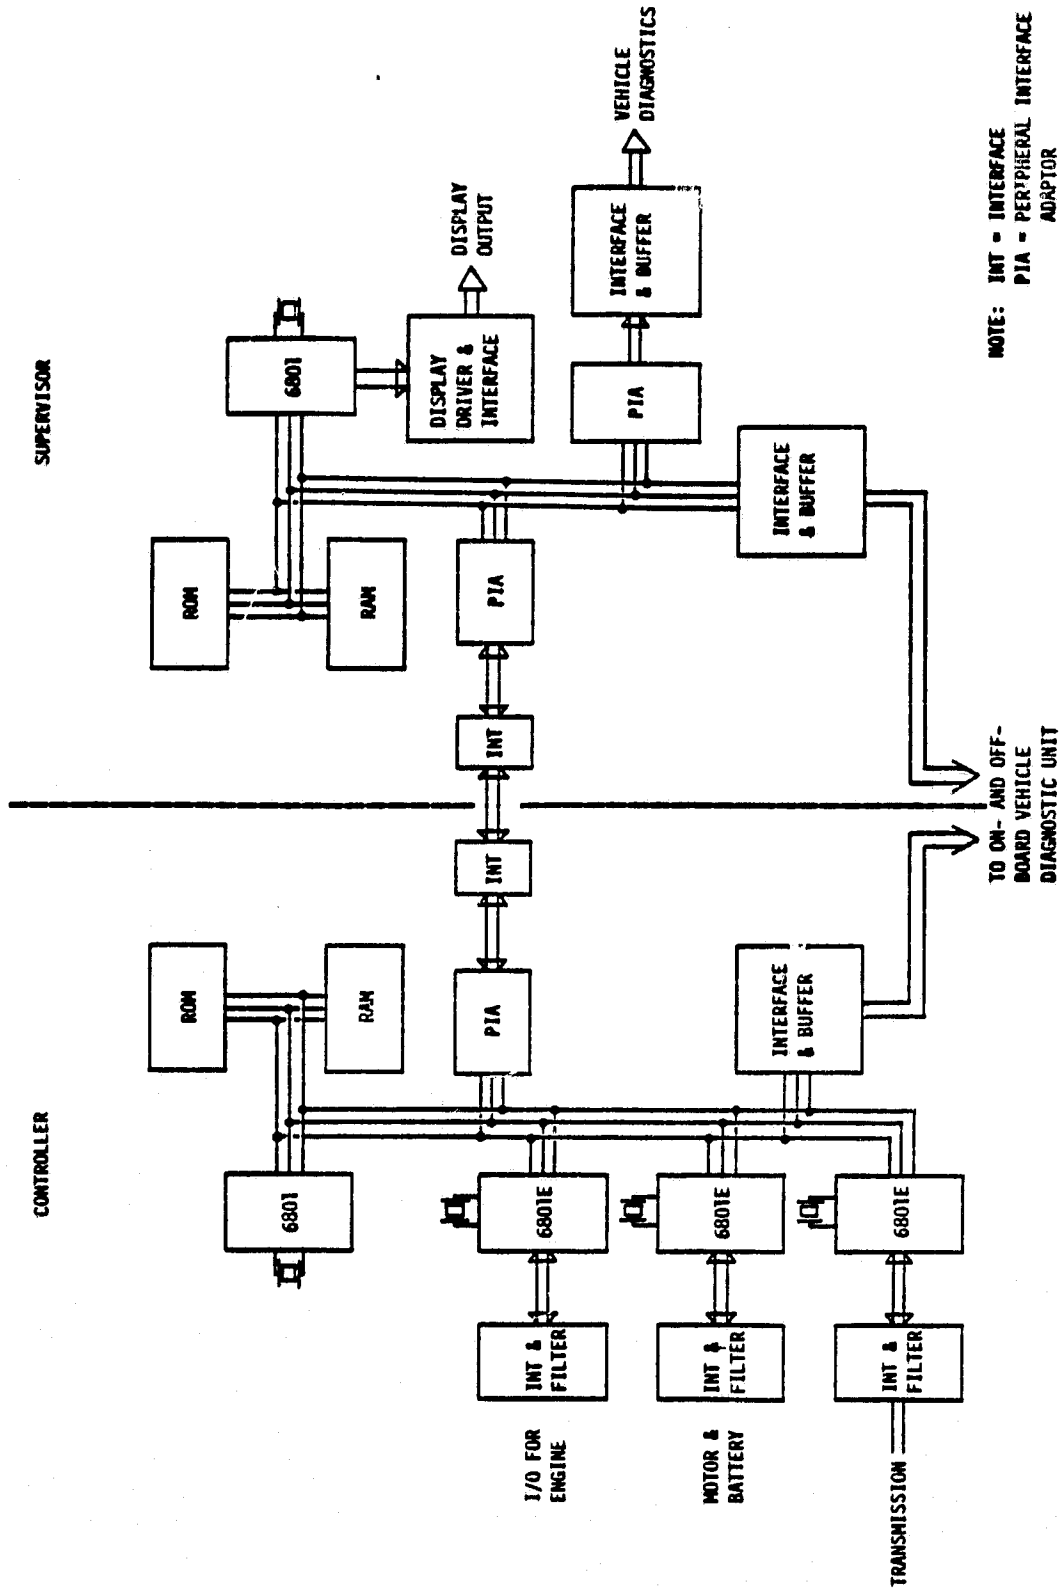 CONTROLLER
SUPERVISOR
6801
ROM
RAM
ROM
RAM
6801
DISPLAY
DRIVER &
INTERFACE
DISPLAY
OUTPUT
I/O FOR
ENGINE
INT &
FILTER
6801E
PIA
INT
INT
PIA
PIA
INTERFACE
& BUFFER
VEHICLE
DIAGNOSTICS
MOTOR &
BATTERY
INT &
FILTER
6801E
INTERFACE
& BUFFER
INTERFACE
& BUFFER
TRANSMISSION
INT &
FILTER
6801E
TO ON- AND OFF-
BOARD VEHICLE
DIAGNOSTIC UNIT
NOTE: INT = INTERFACE
PIA = PERIPHERAL INTERFACE
ADAPTOR